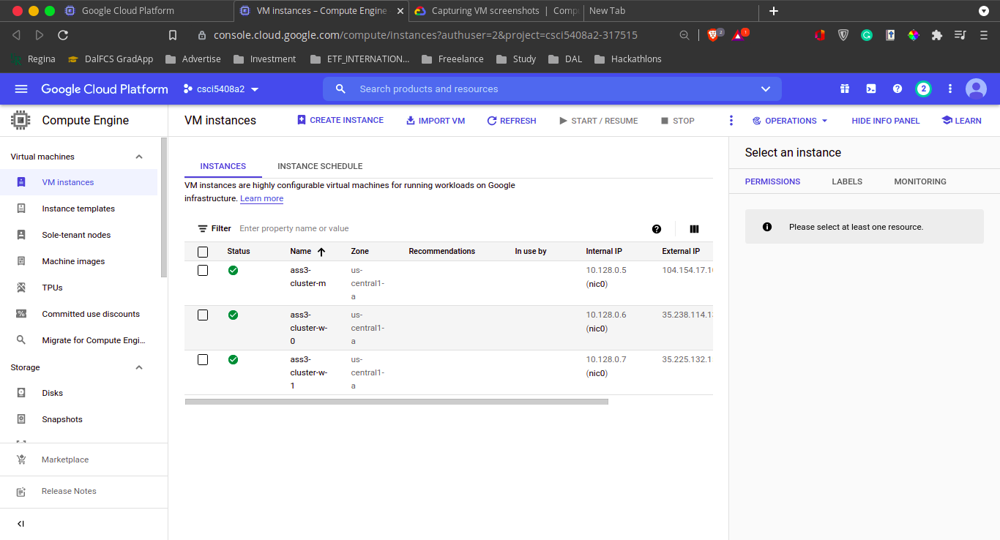 Google Cloud Platform
VM instances – Compute Engine
Capturing VM screenshots | Comp
New Tab
console.cloud.google.com/compute/instances?authuser=2&project=csci5408a2-317515
2
1
Regina
DalFCS GradApp
Advertise
Investment
ETF_INTERNATION...
Freeelance
Study
DAL
Hackathlons
Google Cloud Platform
csci5408a2
Search products and resources
2
Compute Engine
VM instances
CREATE INSTANCE
IMPORT VM
REFRESH
START / RESUME
STOP
OPERATIONS
HIDE INFO PANEL
LEARN
Virtual machines
VM instances
Instance templates
Sole-tenant nodes
Machine images
TPUs
Committed use discounts
Migrate for Compute Engi...
Storage
Disks
Snapshots
Marketplace
Release Notes
INSTANCES
INSTANCE SCHEDULE
VM instances are highly configurable virtual machines for running workloads on Google
infrastructure. Learn more
Filter Enter property name or value
Status Name Zone Recommendations In use by Internal IP External IP
ass3-
cluster-m
us-
central1-
a
10.128.0.5
(nic0)
104.154.17.1
ass3-
cluster-w-
0
us-
central1-
a
10.128.0.6
(nic0)
35.238.114.1
ass3-
cluster-w-
1
us-
central1-
a
10.128.0.7
(nic0)
35.225.132.1
Select an instance
PERMISSIONS
LABELS
MONITORING
Please select at least one resource.